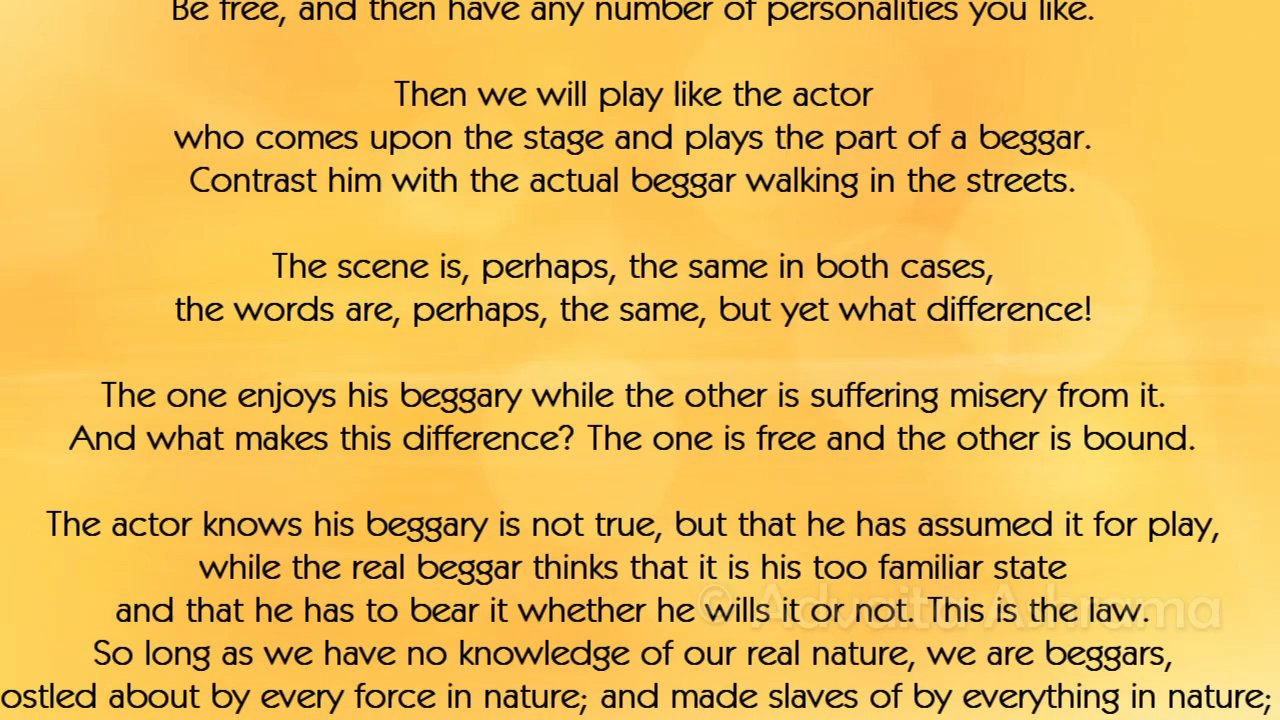 Be free, and then have any number of personalities you like.
Then we will play like the actor
who comes upon the stage and plays the part of a beggar.
Contrast him with the actual beggar walking in the streets.
The scene is, perhaps, the same in both cases,
the words are, perhaps, the same, but yet what difference!
The one enjoys his beggary while the other is suffering misery from it.
And what makes this difference? The one is free and the other is bound.
The actor knows his beggary is not true, but that he has assumed it for play,
while the real beggar thinks that it is his too familiar state
and that he has to bear it whether he wills it or not. This is the law.
© Advaita Ashrama
So long as we have no knowledge of our real nature, we are beggars,
ostled about by every force in nature; and made slaves of by everything in nature;